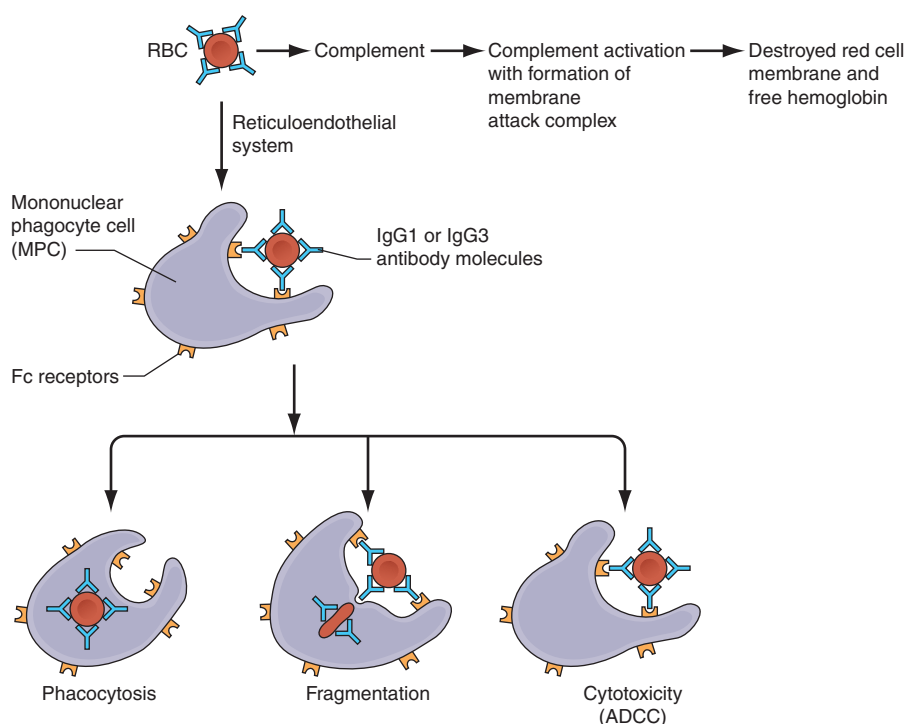 RBC
Complement
Complement activation
with formation of
membrane
attack complex
Destroyed red cell
membrane and
free hemoglobin
Reticuloendothelial
system
Mononuclear
phagocyte cell
(MPC)
IgG1 or IgG3
antibody molecules
Fc receptors
Phacocytosis
Fragmentation
Cytotoxicity
(ADCC)